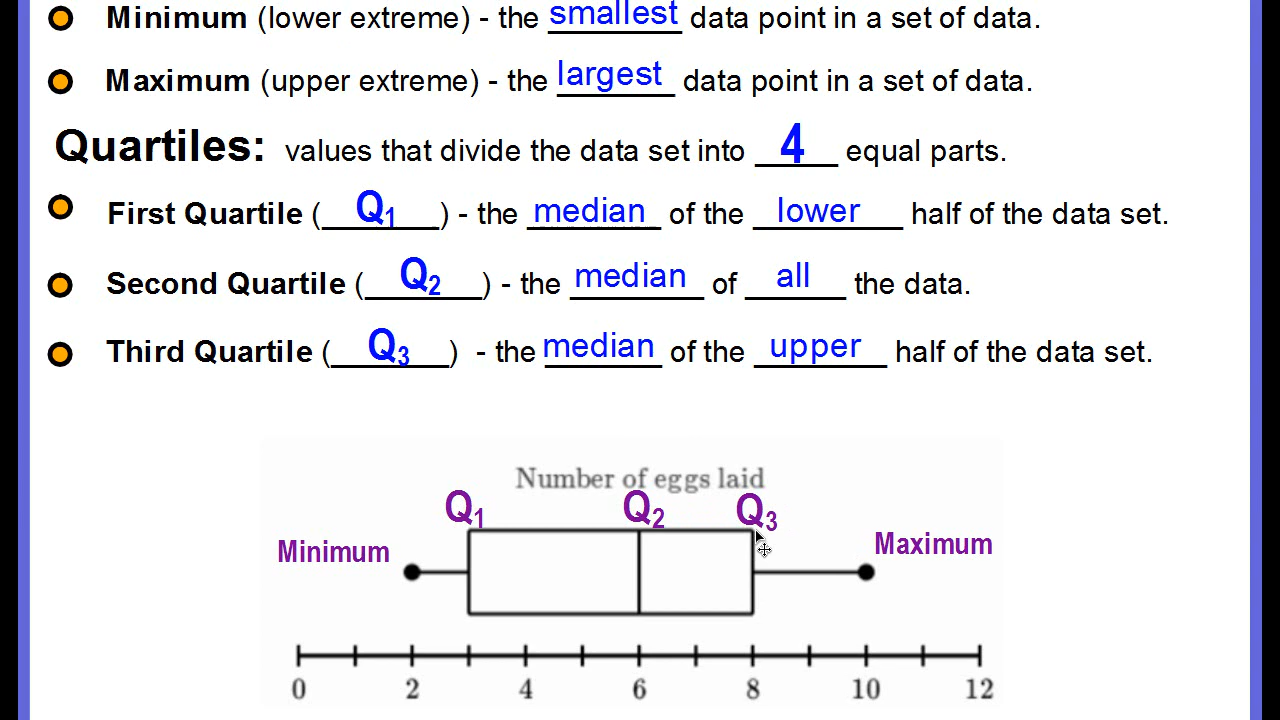 Minimum (lower extreme) - the smallest data point in a set of data.
Maximum (upper extreme) - the largest data point in a set of data.
Quartiles: values that divide the data set into 4 equal parts.
First Quartile (Q1) - the median of the lower half of the data set.
Second Quartile (Q2) - the median of all the data.
Third Quartile (Q3) - the median of the upper half of the data set.
Number of eggs laid
Q1 Q2 Q3
Minimum Maximum
0 2 4 6 8 10 12